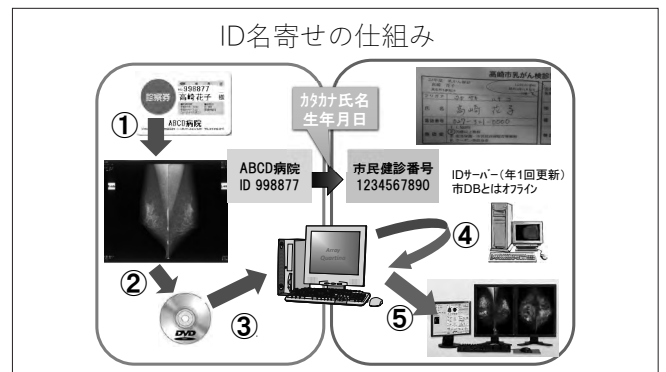 ID名寄せの仕組み
998877
診察券
高崎花子 様
ABCD病院
①
カタカナ氏名
生年月日
高崎市乳がん検診
高崎 花子
ABCD病院
ID 998877
市民健診番号
1234567890
IDサーバー（年1回更新）
市DBとはオフライン
④
②
③
DVD
⑤